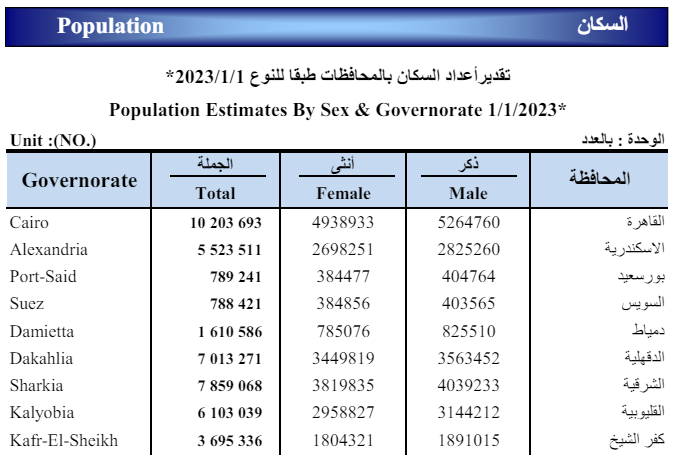 Population السكان
تقديرأعداد السكان بالمحافظات طبقا للنوع 2023/1/1*
Population Estimates By Sex & Governorate 1/1/2023*
Unit :(NO.) الوحدة : بالعدد
الجملة أنثى ذكر
Governorate المحافظة
Total Female Male
Cairo 10 203 693 4938933 5264760 القاهرة
Alexandria 5 523 511 2698251 2825260 الاسكندرية
Port-Said 789 241 384477 404764 بورسعيد
Suez 788 421 384856 403565 السويس
Damietta 1 610 586 785076 825510 دمياط
Dakahlia 7 013 271 3449819 3563452 الدقهلية
Sharkia 7 859 068 3819835 4039233 الشرقية
Kalyobia 6 103 039 2958827 3144212 القليوبية
Kafr-El-Sheikh 3 695 336 1804321 1891015 كفر الشيخ